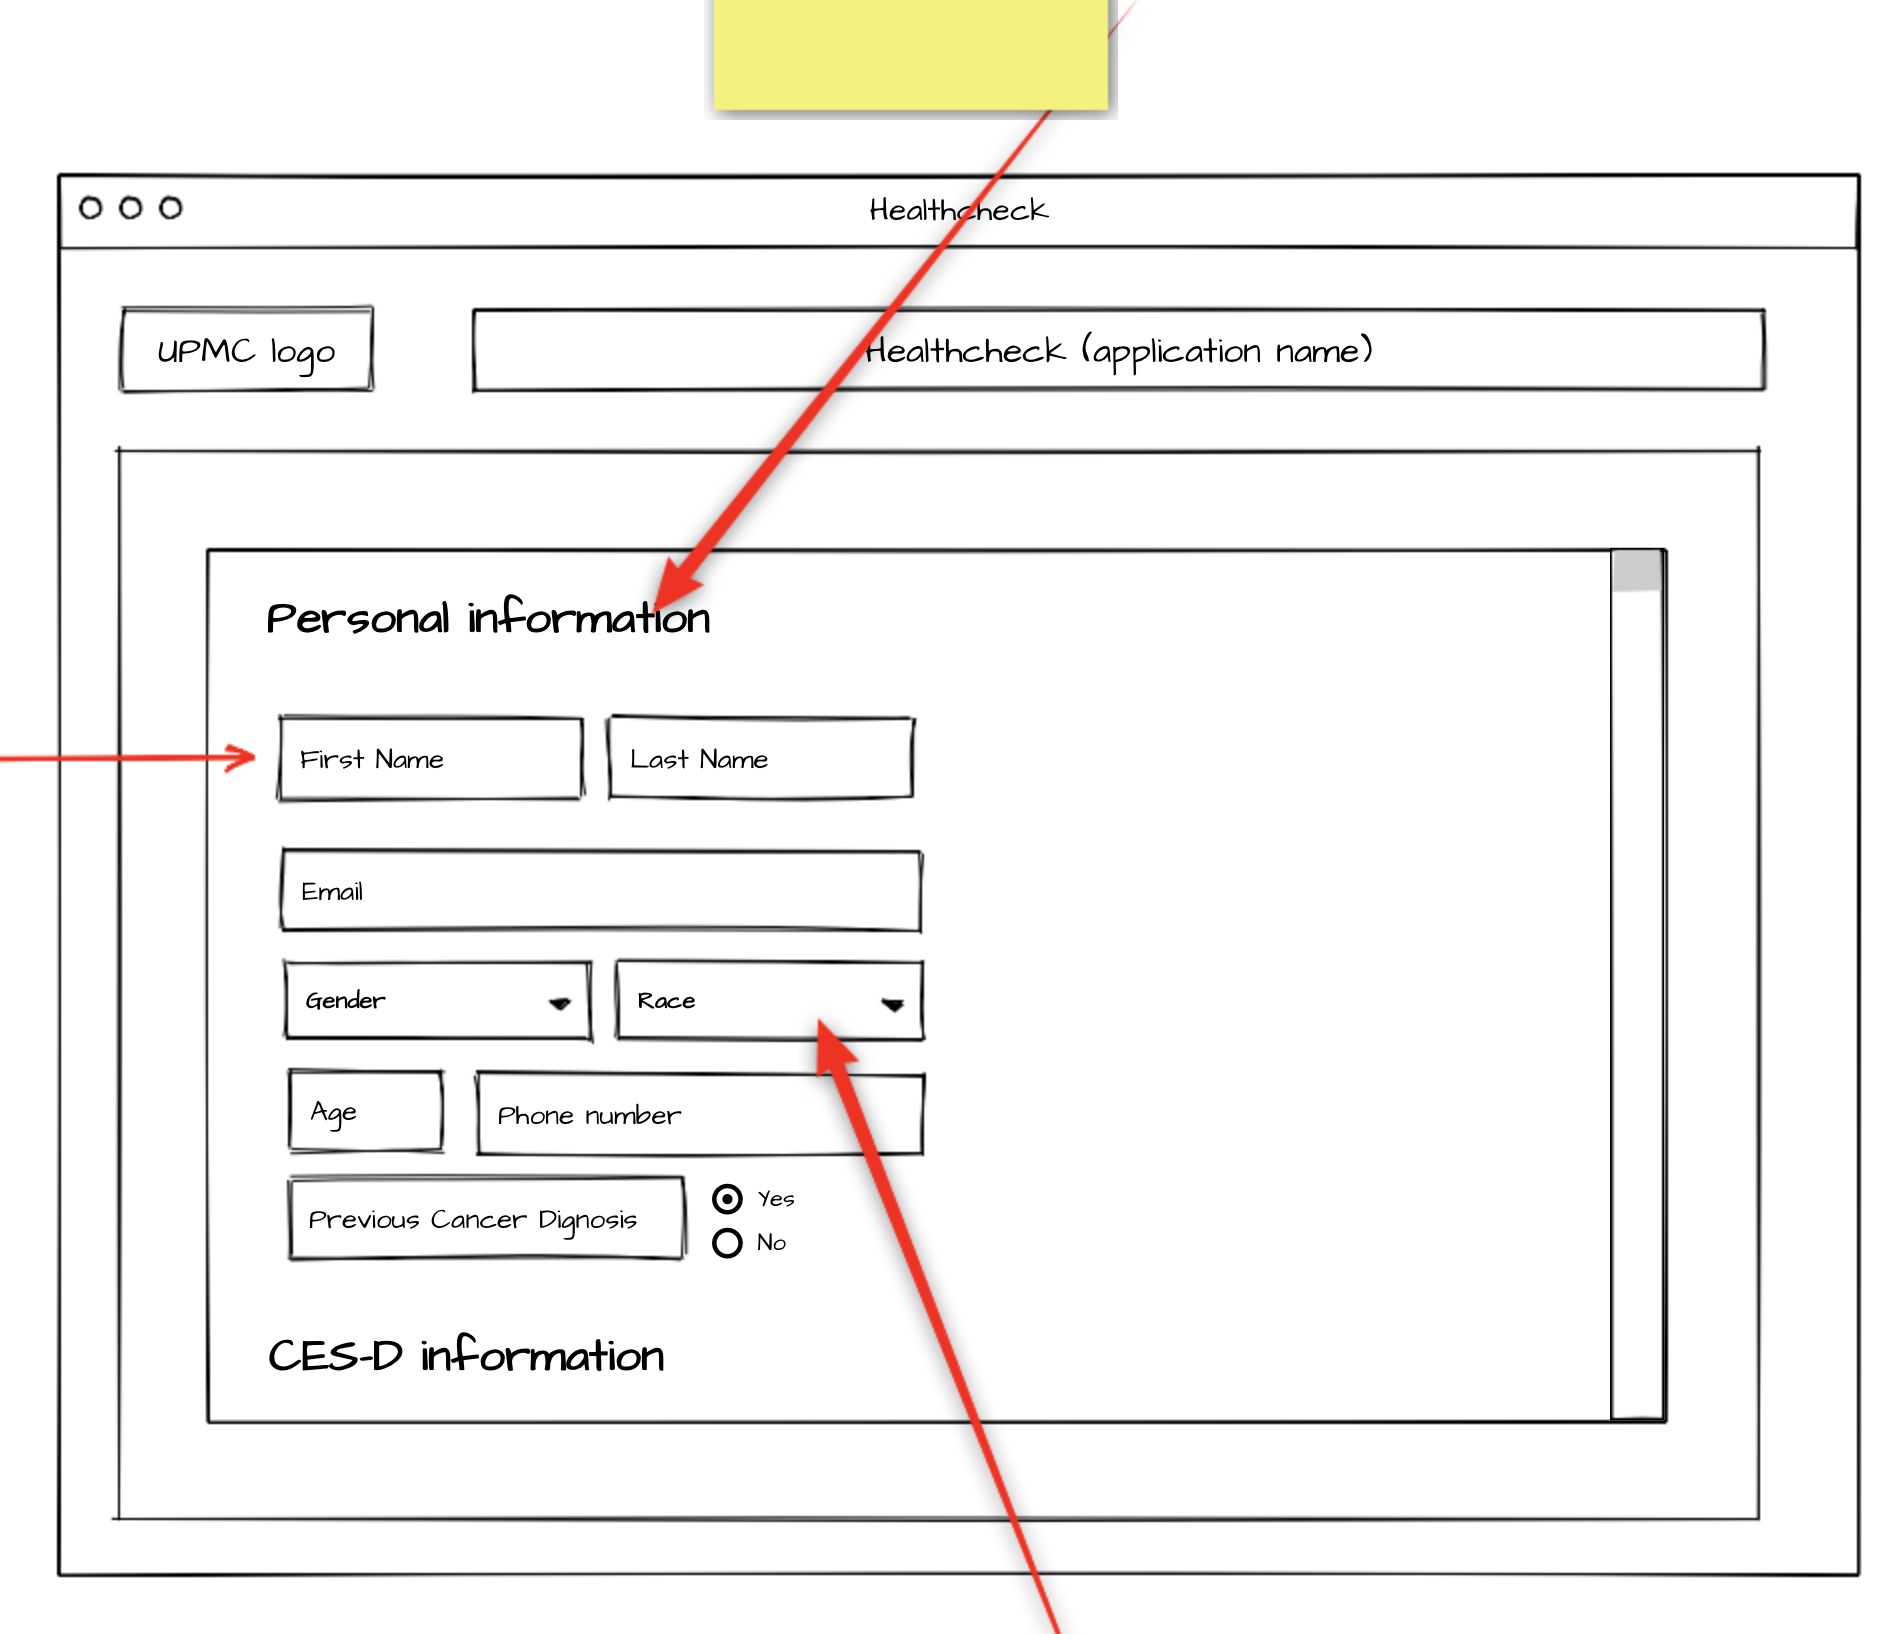 Healthcheck
UPMC logo
Healthcheck (application name)
Personal information
First Name
Last Name
Email
Gender
Race
Age
Phone number
Previous Cancer Dignosis
Yes
No
CES-D information